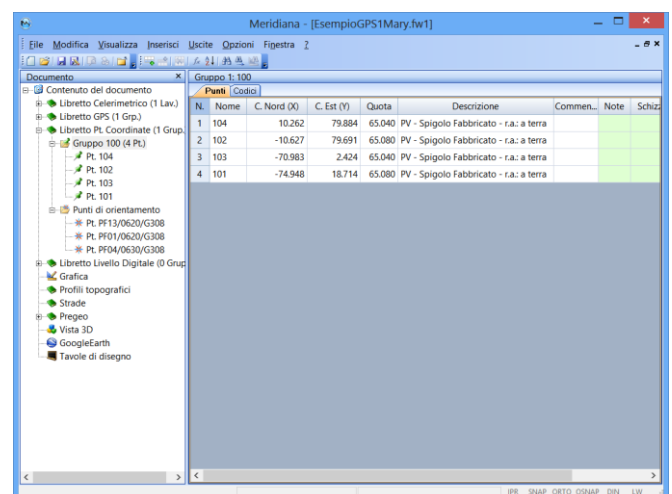 Meridiana - [EsempioGPS1Mary.fw1]
File Modifica Visualizza Inserisci Uscite Opzioni Finestra ?
Documento
Contenuto del documento
Libretto Celerimetrico (1 Lav.)
Libretto GPS (1 Grp.)
Libretto Pt. Coordinate (1 Grup.
Gruppo 100 (4 Pt.)
Pt. 104
Pt. 102
Pt. 103
Pt. 101
Punti di orientamento
Pt. PF13/0620/G308
Pt. PF01/0620/G308
Pt. PF04/0630/G308
Libretto Livello Digitale (0 Grup
Grafica
Profili topografici
Strade
Pregeo
Vista 3D
GoogleEarth
Tavole di disegno
Gruppo 1: 100
Punti Codici
N. Nome C. Nord (X) C. Est (Y) Quota Descrizione Commen... Note Schizz
1 104 10.262 79.884 65.040 PV - Spigolo Fabbricato - r.a.: a terra
2 102 -10.627 79.691 65.080 PV - Spigolo Fabbricato - r.a.: a terra
3 103 -70.983 2.424 65.040 PV - Spigolo Fabbricato - r.a.: a terra
4 101 -74.948 18.714 65.080 PV - Spigolo Fabbricato - r.a.: a terra
IPR SNAP ORTO OSNAP DIN LW